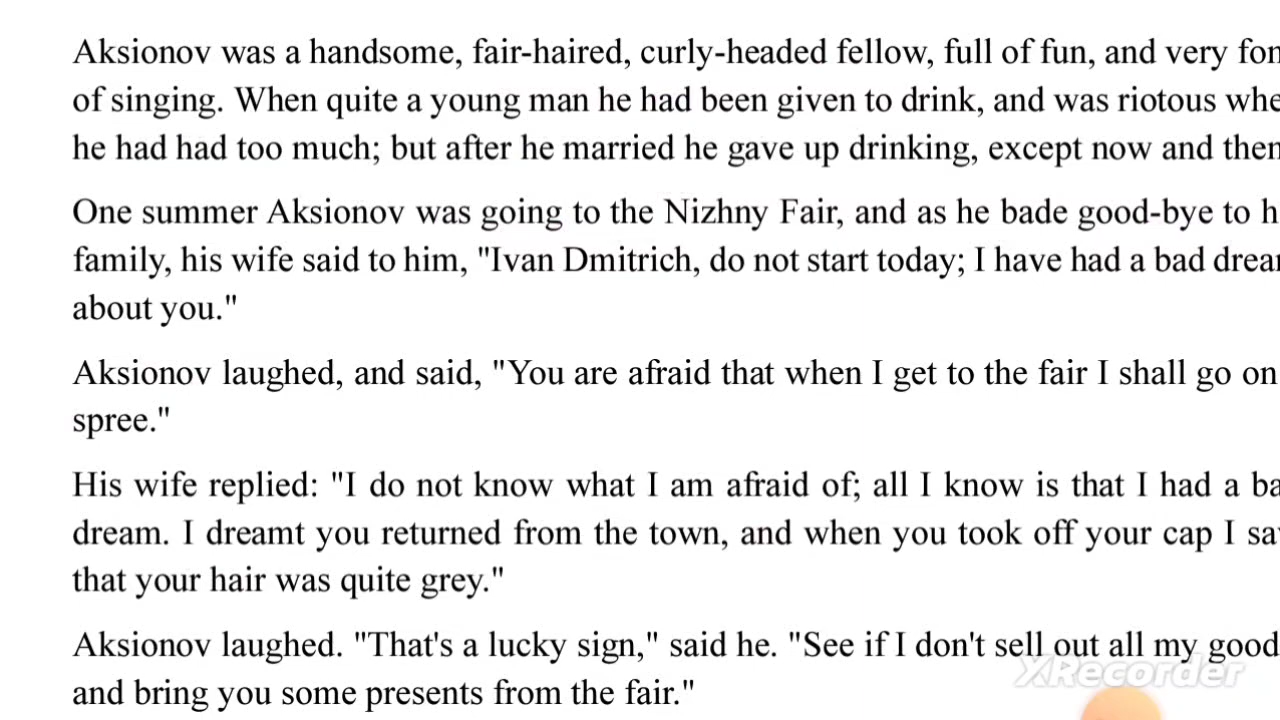 Aksionov was a handsome, fair-haired, curly-headed fellow, full of fun, and very fon
of singing. When quite a young man he had been given to drink, and was riotous whe
he had had too much; but after he married he gave up drinking, except now and then
One summer Aksionov was going to the Nizhny Fair, and as he bade good-bye to h
family, his wife said to him, "Ivan Dmitrich, do not start today; I have had a bad drea
about you."
Aksionov laughed, and said, "You are afraid that when I get to the fair I shall go on
spree."
His wife replied: "I do not know what I am afraid of; all I know is that I had a ba
dream. I dreamt you returned from the town, and when you took off your cap I sa
that your hair was quite grey."
Aksionov laughed. "That's a lucky sign," said he. "See if I don't sell out all my good
and bring you some presents from the fair."
XRecorder